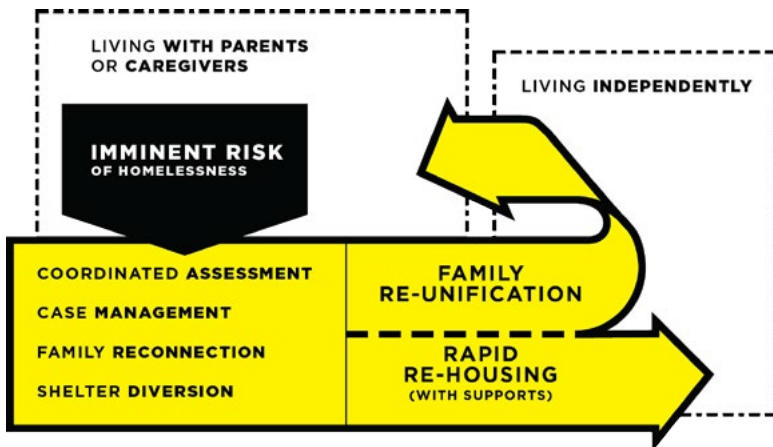 LIVING WITH PARENTS
OR CAREGIVERS
LIVING INDEPENDENTLY
IMMINENT RISK
OF HOMELESSNESS
COORDINATED ASSESSMENT
CASE MANAGEMENT
FAMILY RECONNECTION
SHELTER DIVERSION
FAMILY
RE-UNIFICATION
RAPID
RE-HOUSING
(WITH SUPPORTS)